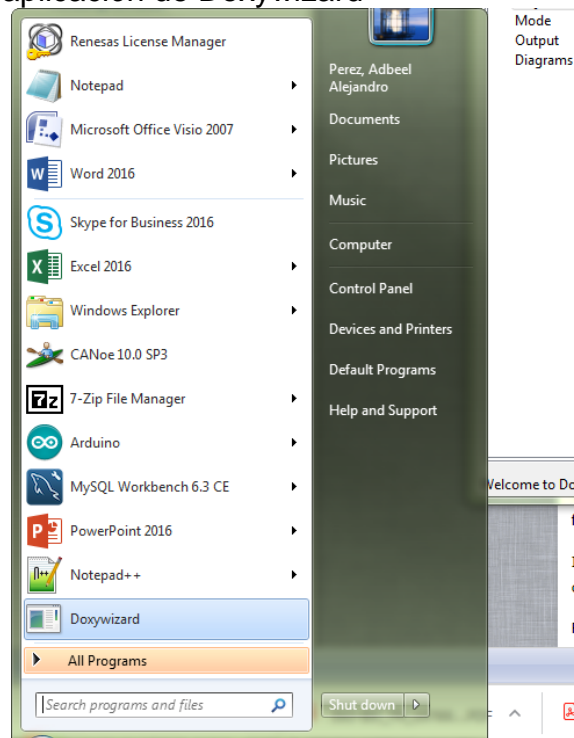 aplicación de Doxywizard
Renesas License Manager
Notepad
Microsoft Office Visio 2007
Word 2016
Skype for Business 2016
Excel 2016
Windows Explorer
CANoe 10.0 SP3
7-Zip File Manager
Arduino
MySQL Workbench 6.3 CE
PowerPoint 2016
Notepad++
Doxywizard
All Programs
Search programs and files
Perez, Adbeel
Alejandro
Documents
Pictures
Music
Computer
Control Panel
Devices and Printers
Default Programs
Help and Support
Shut down
Mode
Output
Diagrams
Welcome to Do